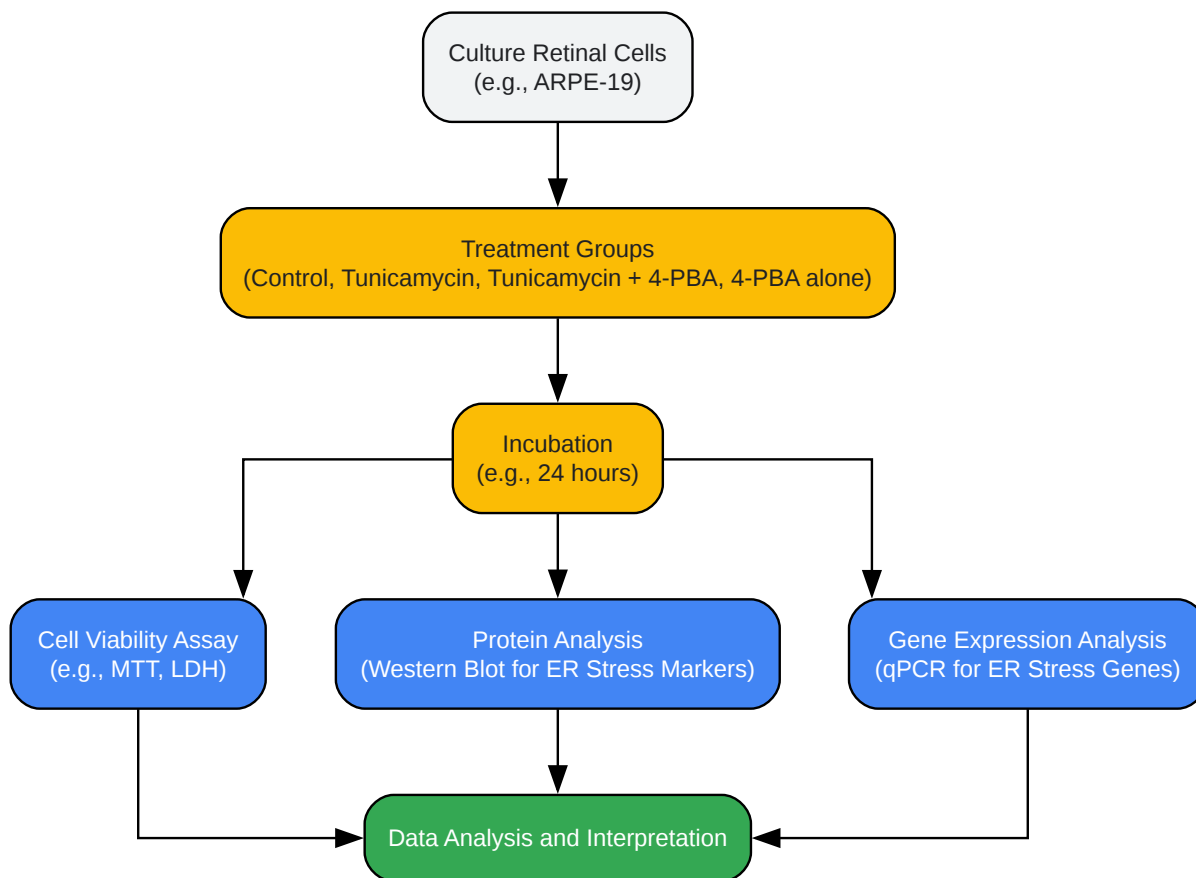 Culture Retinal Cells
(e.g., ARPE-19)
Treatment Groups
(Control, Tunicamycin, Tunicamycin + 4-PBA, 4-PBA alone)
Incubation
(e.g., 24 hours)
Cell Viability Assay
(e.g., MTT, LDH)
Protein Analysis
(Western Blot for ER Stress Markers)
Gene Expression Analysis
(qPCR for ER Stress Genes)
Data Analysis and Interpretation